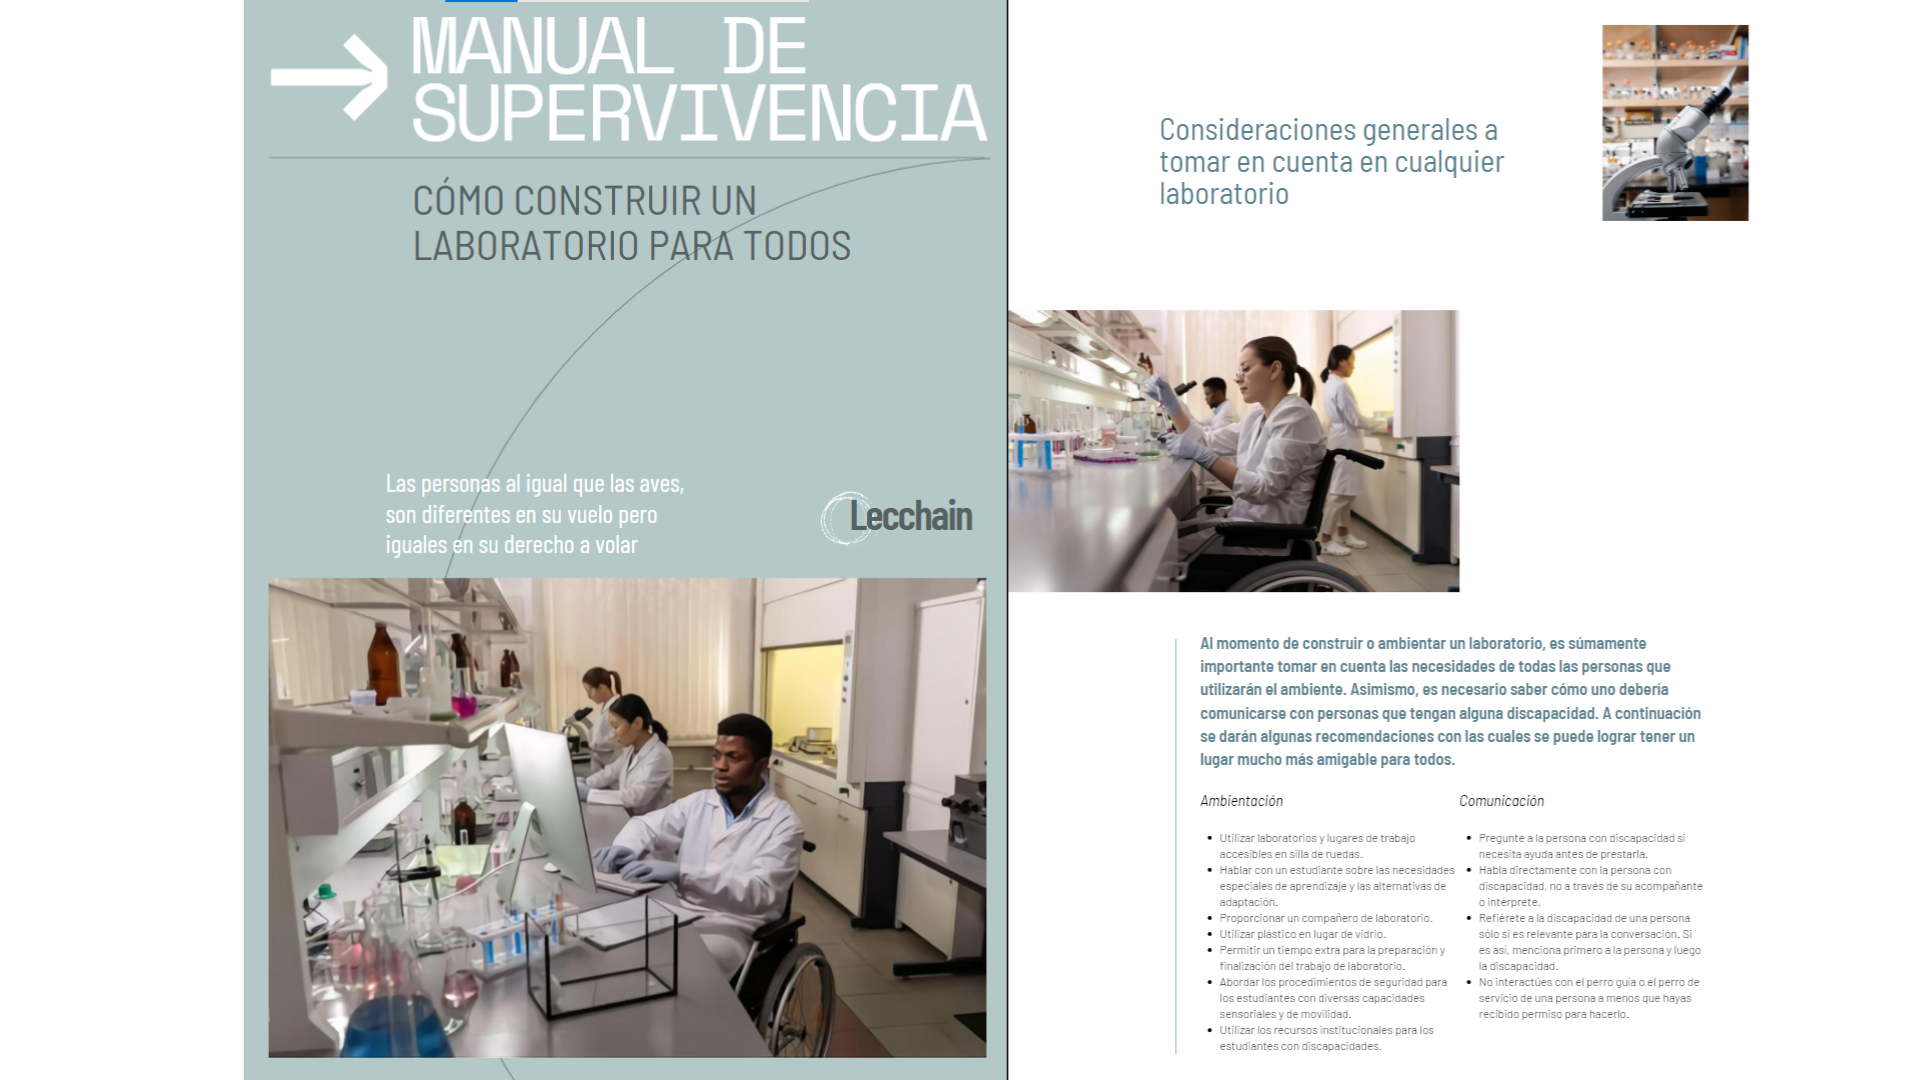 MANUAL DE
SUPERVIVENCIA
CÓMO CONSTRUIR UN
LABORATORIO PARA TODOS
Las personas al igual que las aves,
son diferentes en su vuelo pero
iguales en su derecho a volar
Lecchain
Consideraciones generales a
tomar en cuenta en cualquier
laboratorio
Al momento de construir o ambientar un laboratorio, es súmamente
importante tomar en cuenta las necesidades de todas las personas que
utilizarán el ambiente. Asimismo, es necesario saber cómo uno debería
comunicarse con personas que tengan alguna discapacidad. A continuación
se darán algunas recomendaciones con las cuales se puede lograr tener un
lugar mucho más amigable para todos.
Ambientación
• Utilizar laboratorios y lugares de trabajo
accesibles en silla de ruedas.
• Hablar con un estudiante sobre las necesidades
especiales de aprendizaje y las alternativas de
adaptación.
• Proporcionar un compañero de laboratorio.
• Utilizar plástico en lugar de vidrio.
• Permitir un tiempo extra para la preparación y
finalización del trabajo de laboratorio.
• Abordar los procedimientos de seguridad para
los estudiantes con diversas capacidades
sensoriales y de movilidad.
• Utilizar los recursos institucionales para los
estudiantes con discapacidades.
Comunicación
• Pregunte a la persona con discapacidad si
necesita ayuda antes de prestarla.
• Habla directamente con la persona con
discapacidad, no a través de su acompañante
o intérprete.
• Refiérete a la discapacidad de una persona
sólo si es relevante para la conversación. Si
es así, menciona primero a la persona y luego
la discapacidad.
• No interactúes con el perro guía o el perro de
servicio de una persona a menos que hayas
recibido permiso para hacerlo.